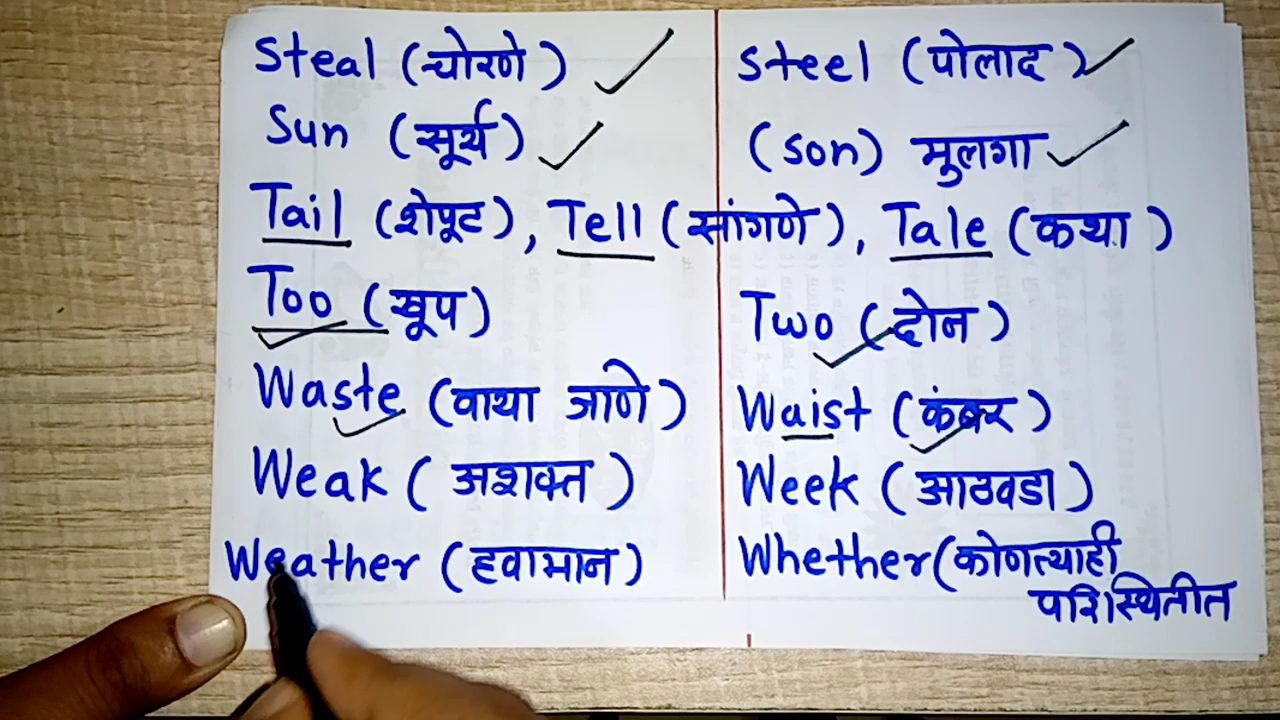 Steal (चोरणे) Steel (पोलाद)
Sun (सूर्य) (son) मुलगा
Tail (शेपूट), Tell (सांगणे), Tale (कथा)
Too (खूप) Two (दोन)
Waste (वाया जाणे) Waist (कंबर)
Weak (अशक्त) Week (आठवडा)
Weather (हवामान) Whether (कोणत्याही
परिस्थितीत